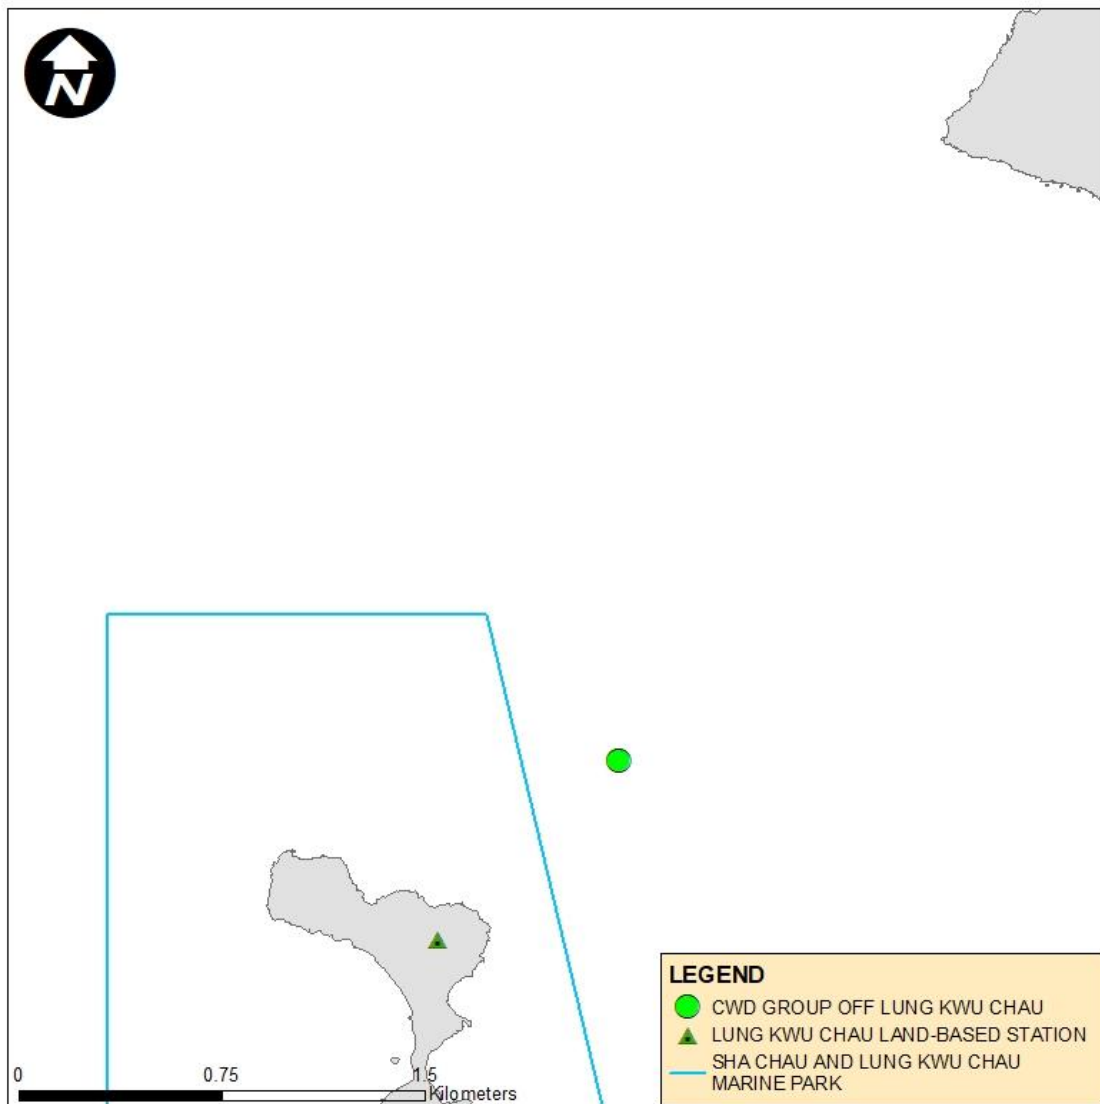 N
LEGEND
CWD GROUP OFF LUNG KWU CHAU
LUNG KWU CHAU LAND-BASED STATION
SHA CHAU AND LUNG KWU CHAU
MARINE PARK
0 0.75 1.5
Kilometers